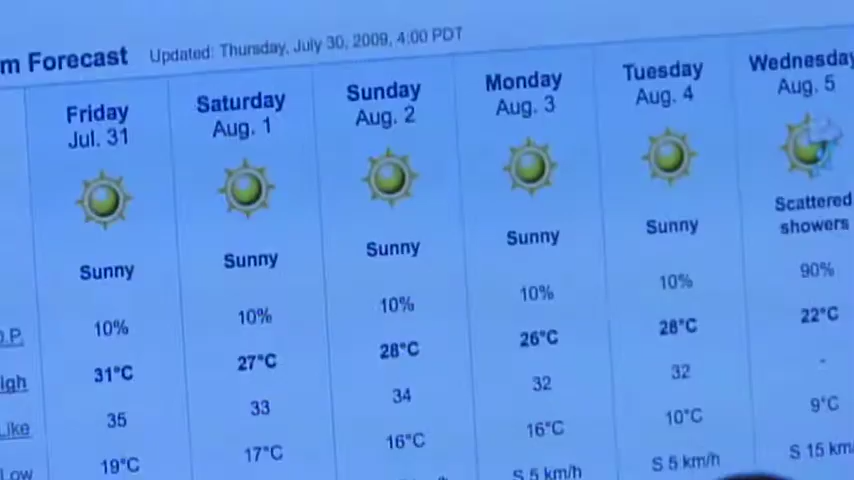 m Forecast Updated: Thursday, July 30, 2009, 4:00 PDT
Friday Saturday Sunday Monday Tuesday Wednesday
Jul. 31 Aug. 1 Aug. 2 Aug. 3 Aug. 4 Aug. 5
Sunny Sunny Sunny Sunny Sunny Scattered showers
O.P. 10% 10% 10% 10% 10% 90%
igh 31°C 27°C 28°C 26°C 28°C 22°C
Like 35 33 34 32 32 -
Low 19°C 17°C 16°C 16°C 10°C 9°C
S 5 km/h S 5 km/h S 15 km/